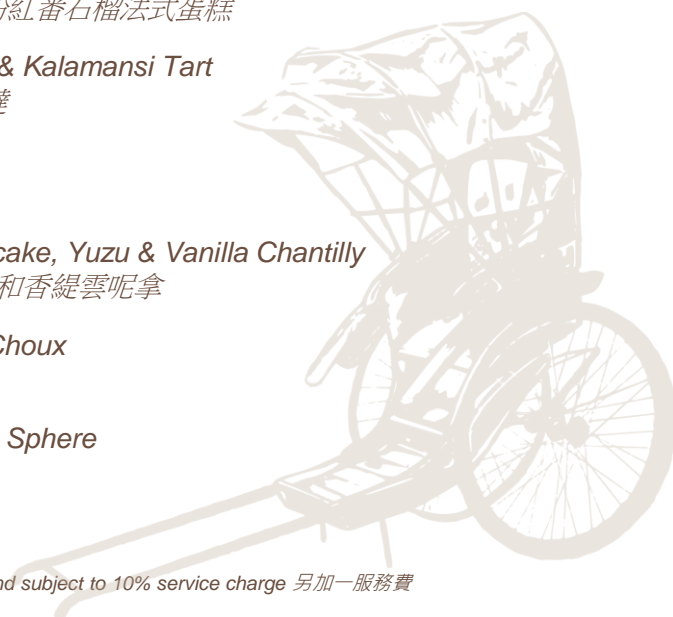 紅番石榴法式蛋糕
& Kalamansi Tart
撻
cake, Yuzu & Vanilla Chantilly
和香緹雲呢拿
Choux
Sphere
nd subject to 10% service charge 另加一服務費